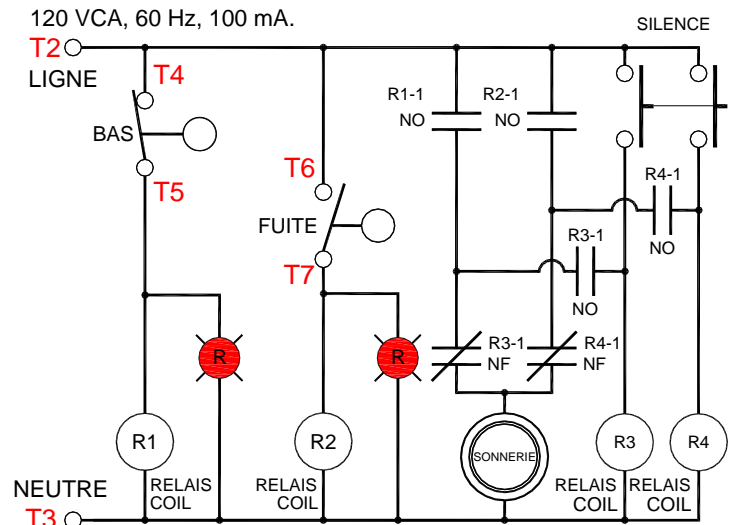 120 VCA, 60 Hz, 100 mA.
SILENCE
T2
LIGNE
T4
R1-1
NO
R2-1
NO
BAS
T5
T6
R4-1
NO
FUITE
R3-1
NO
T7
R
R
R3-1
NF
R4-1
NF
R1
R2
SONNERIE
R3
R4
NEUTRE
RELAIS
COIL
RELAIS
COIL
RELAIS
COIL
RELAIS
COIL
T3